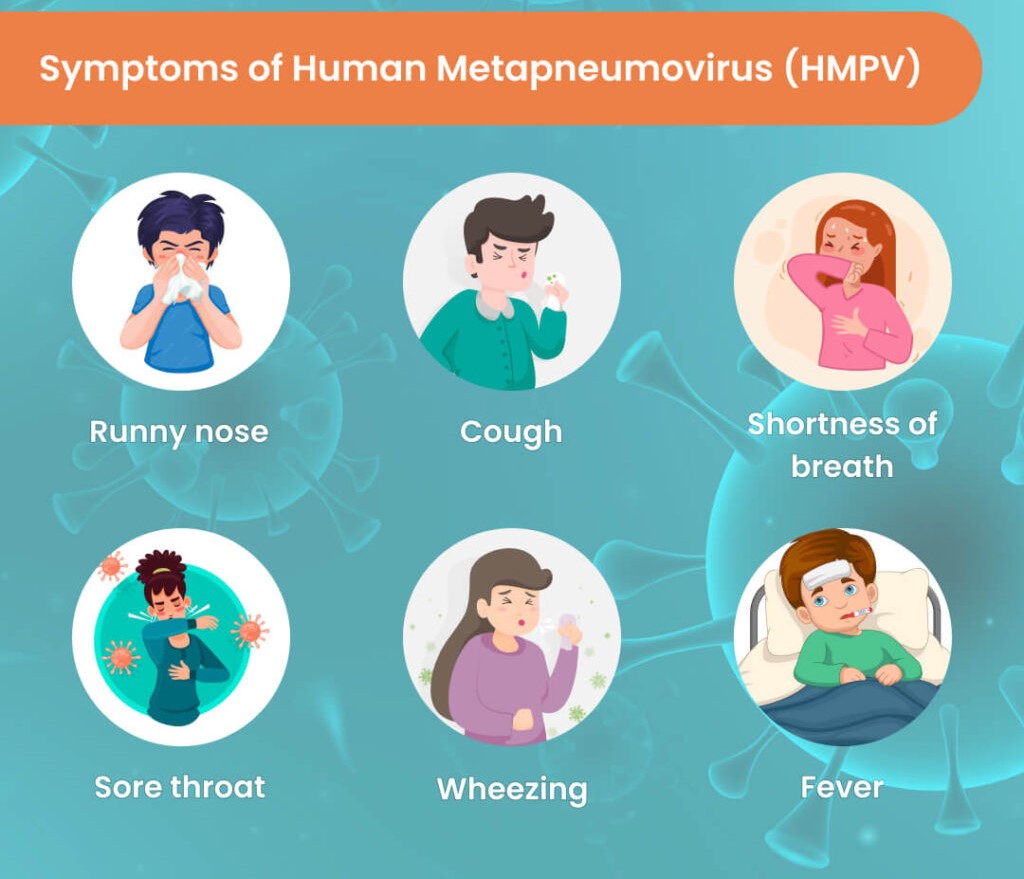 Symptoms of Human Metapneumovirus (HMPV)
Runny nose
Cough
Shortness of
breath
Sore throat
Wheezing
Fever